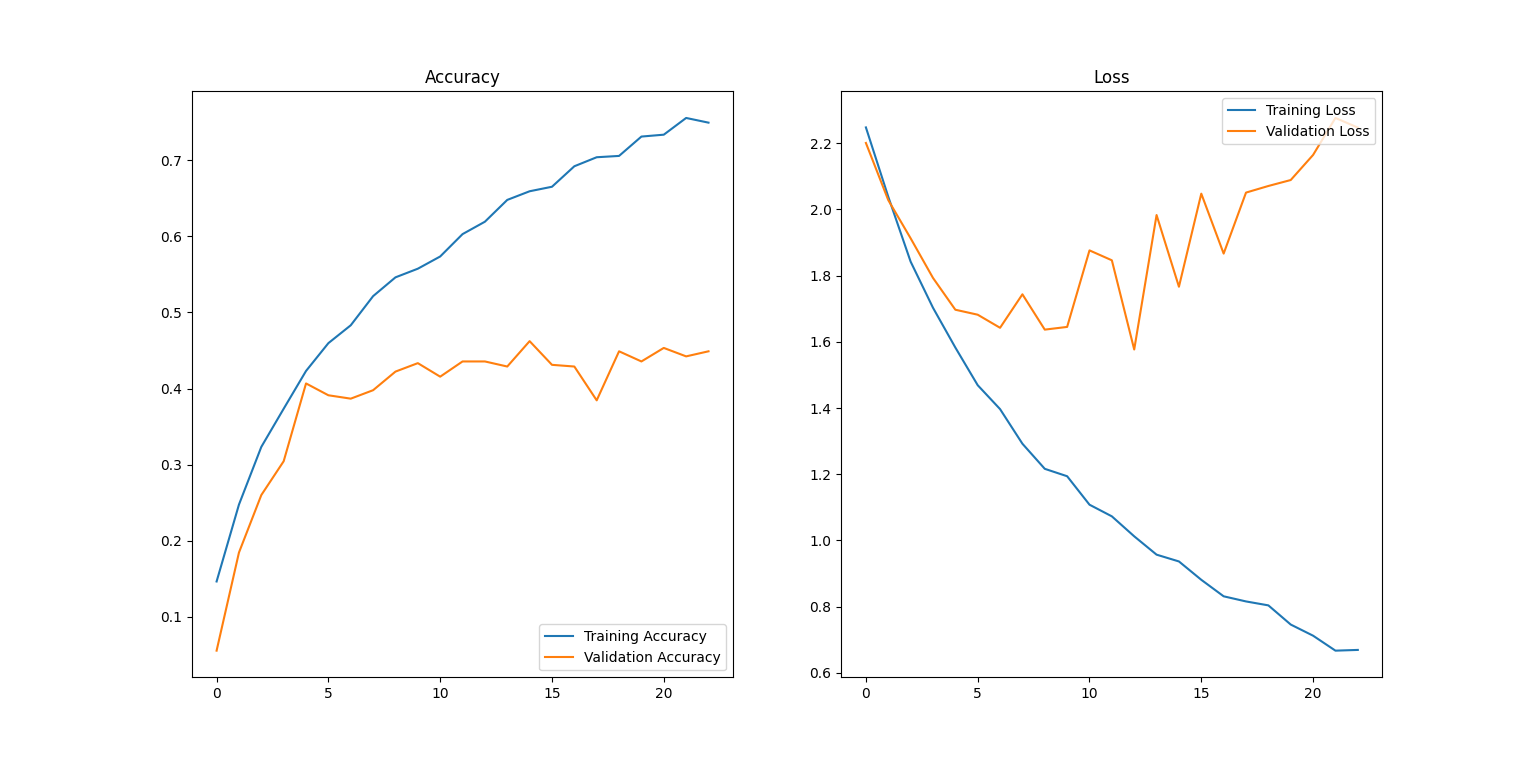 Accuracy
0.7
0.6
0.5
0.4
0.3
0.2
0.1
0 5 10 15 20
Training Accuracy
Validation Accuracy
Loss
2.2
2.0
1.8
1.6
1.4
1.2
1.0
0.8
0.6
0 5 10 15 20
Training Loss
Validation Loss